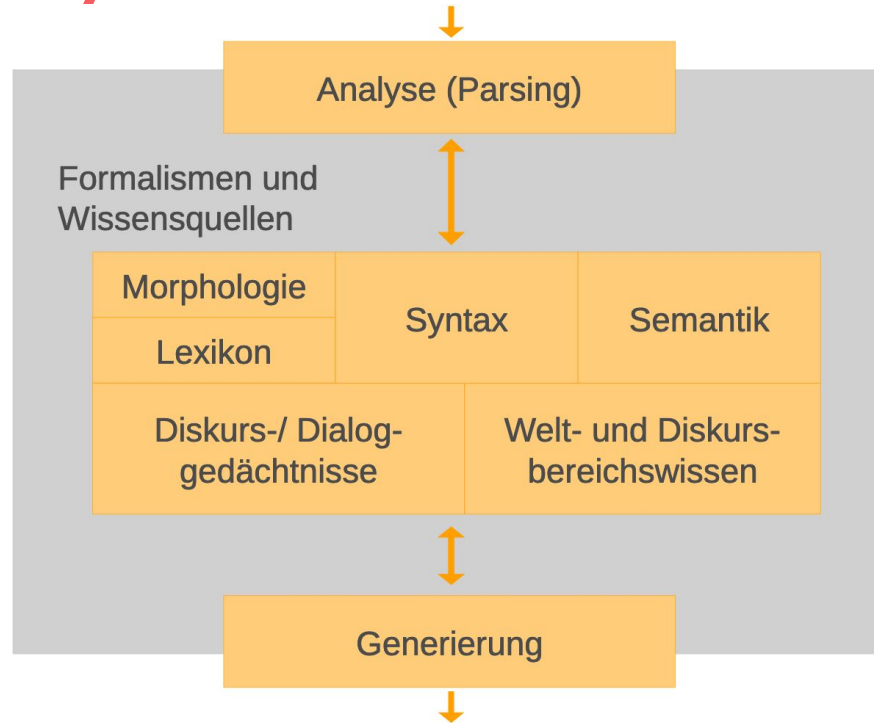 Analyse (Parsing)
Formalismen und
Wissensquellen
Morphologie
Lexikon
Syntax
Semantik
Diskurs-/ Dialog-
gedächtnisse
Welt- und Diskurs-
bereichswissen
Generierung